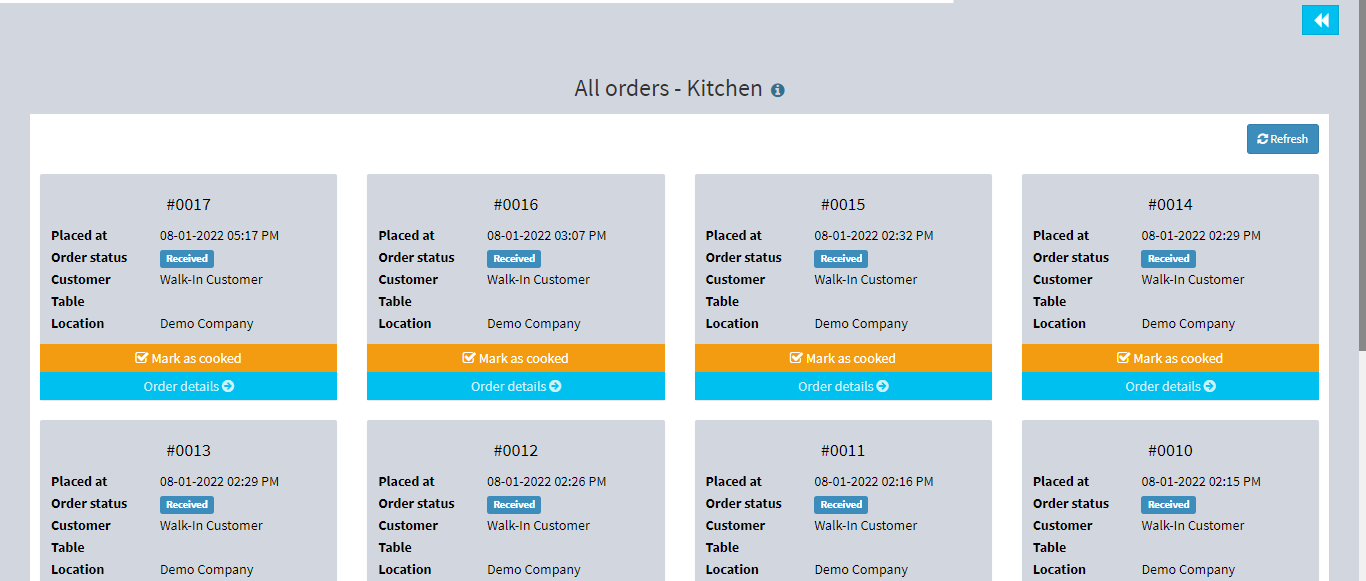 All orders - Kitchen
Refresh
#0017
Placed at 08-01-2022 05:17 PM
Order status Received
Customer Walk-In Customer
Table
Location Demo Company
Mark as cooked
Order details
#0016
Placed at 08-01-2022 03:07 PM
Order status Received
Customer Walk-In Customer
Table
Location Demo Company
Mark as cooked
Order details
#0015
Placed at 08-01-2022 02:32 PM
Order status Received
Customer Walk-In Customer
Table
Location Demo Company
Mark as cooked
Order details
#0014
Placed at 08-01-2022 02:29 PM
Order status Received
Customer Walk-In Customer
Table
Location Demo Company
Mark as cooked
Order details
#0013
Placed at 08-01-2022 02:29 PM
Order status Received
Customer Walk-In Customer
Table
Location Demo Company
#0012
Placed at 08-01-2022 02:26 PM
Order status Received
Customer Walk-In Customer
Table
Location Demo Company
#0011
Placed at 08-01-2022 02:16 PM
Order status Received
Customer Walk-In Customer
Table
Location Demo Company
#0010
Placed at 08-01-2022 02:15 PM
Order status Received
Customer Walk-In Customer
Table
Location Demo Company